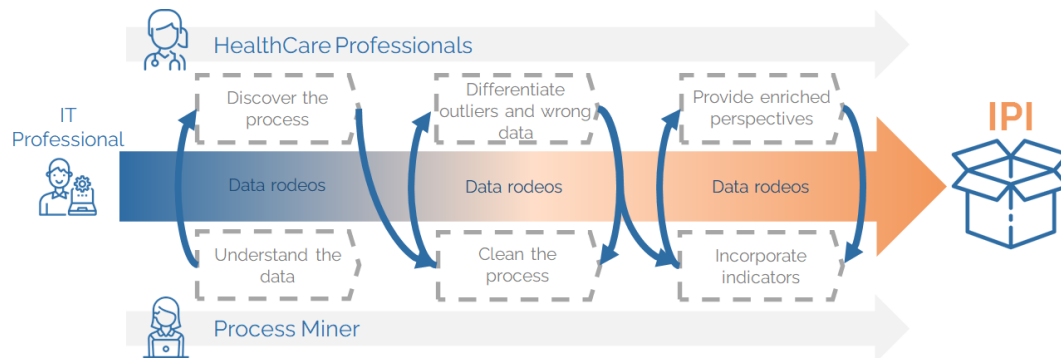 HealthCare Professionals
Discover the
process
Differentiate
outliers and wrong
data
Provide enriched
perspectives
IT
Professional
IPI
Data rodeos
Data rodeos
Data rodeos
Understand the
data
Clean the
process
Incorporate
indicators
Process Miner